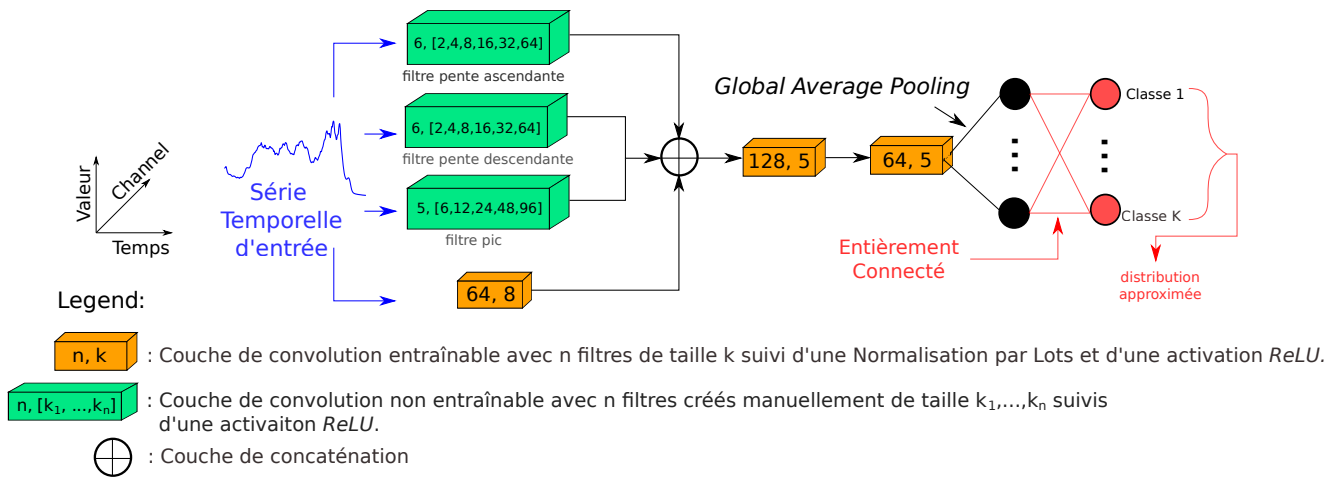 6, [2,4,8,16,32,64]
filtre pente ascendante
6, [2,4,8,16,32,64]
filtre pente descendante
5, [6,12,24,48,96]
filtre pic
64, 8
Valeur
Channel
Temps
Série
Temporelle
d'entrée
128, 5
64, 5
Global Average Pooling
Classe 1
Classe K
Entièrement
Connecté
distribution
approximée
Legend:
n, k
: Couche de convolution entraînable avec n filtres de taille k suivi d'une Normalisation par Lots et d'une activation ReLU.
n, [k₁, ...,kₙ]
: Couche de convolution non entraînable avec n filtres créés manuellement de taille k₁,...,kₙ suivis
d'une activaiton ReLU.
: Couche de concaténation